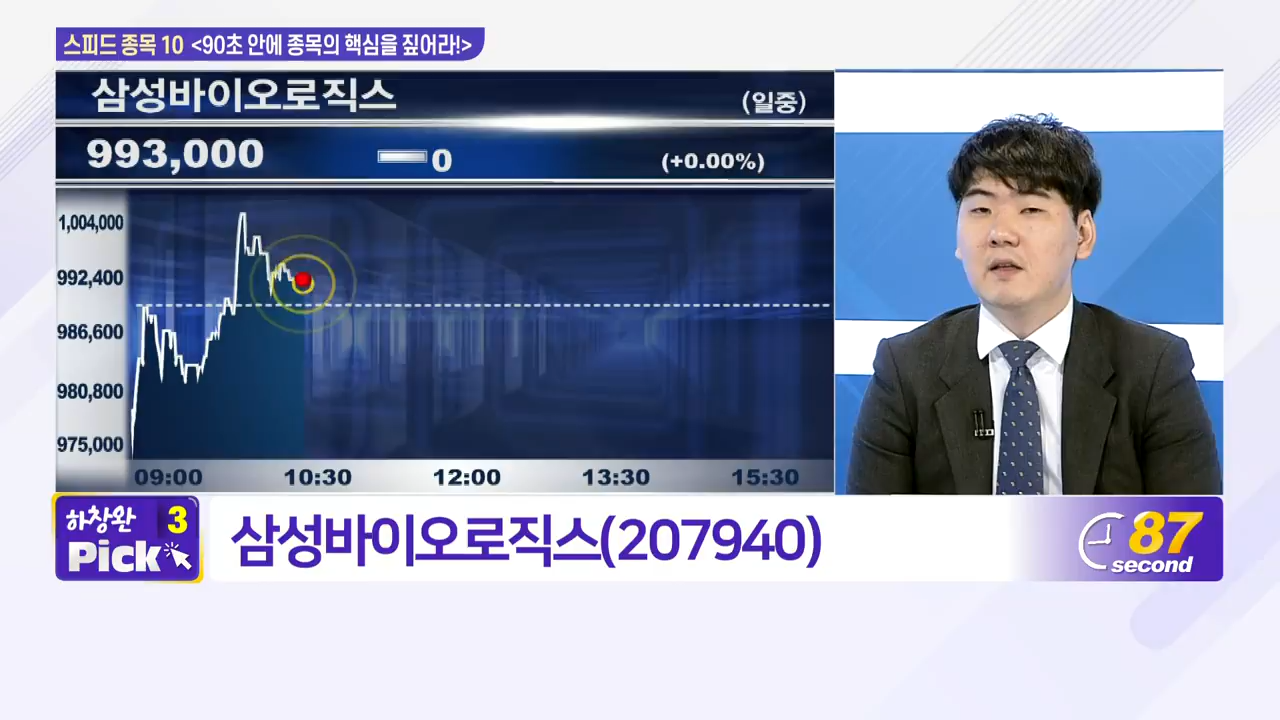 스피드 종목 10 <90초 안에 종목의 핵심을 짚어라!>
삼성바이오로직스 (일중)
993,000 0 (+0.00%)
1,004,000
992,400
986,600
980,800
975,000
09:00 10:30 12:00 13:30 15:30
하창완 3
Pick
삼성바이오로직스(207940)
87
second